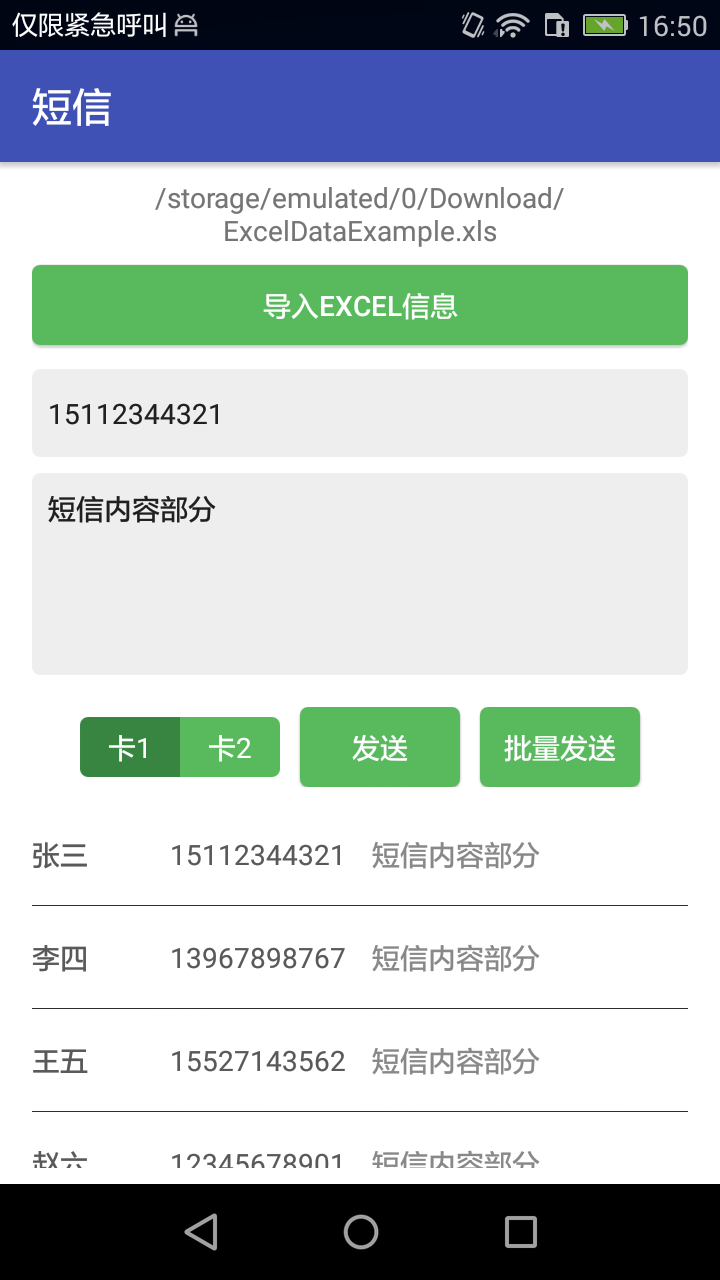 仅限紧急呼叫 16:50
短信
/storage/emulated/0/Download/
ExcelDataExample.xls
导入EXCEL信息
15112344321
短信内容部分
卡1 卡2 发送 批量发送
张三 15112344321 短信内容部分
李四 13967898767 短信内容部分
王五 15527143562 短信内容部分
赵六 12345678901 短信内容部分